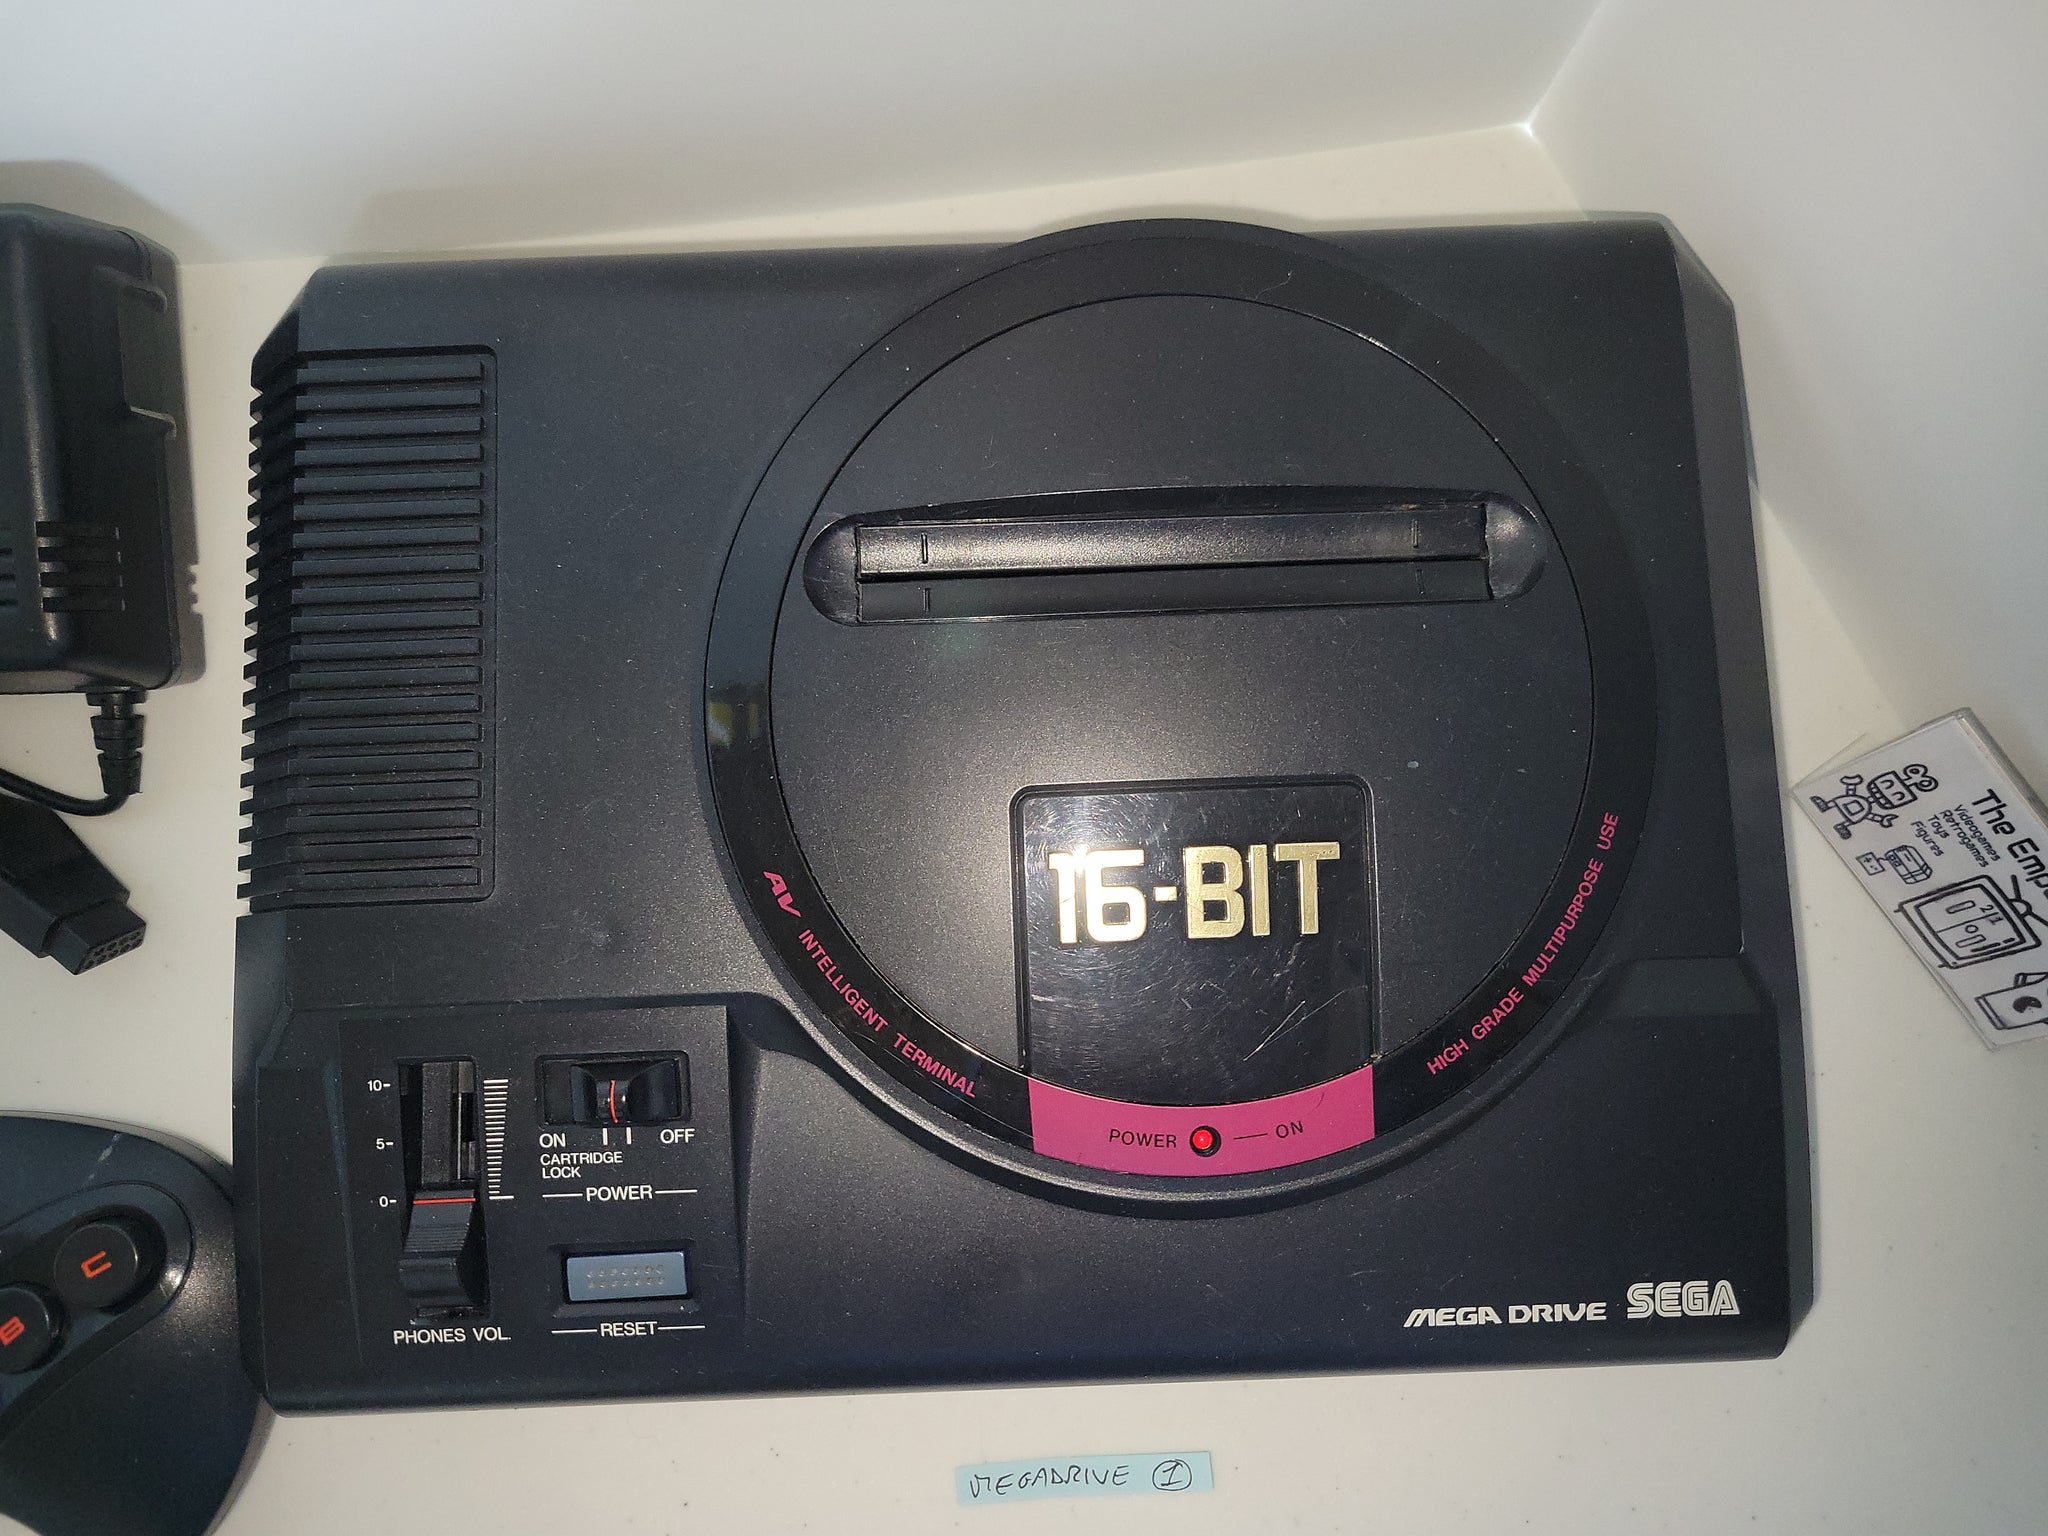 16-BIT
AV INTELLIGENT TERMINAL
HIGH GRADE MULTIPURPOSE USE
POWER ON
10
5
0
PHONES VOL.
ON OFF
CARTRIDGE
LOCK
POWER
RESET
MEGA DRIVE SEGA
C
B
The
Videogames
Retrogames
Toys
Figures
MEGADRIVE 1